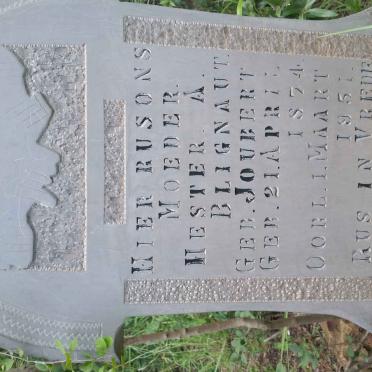 HIER RUS ONS
MOEDER
HESTER. A.
BLIGNAUT.
GEB. JOUBERT
GEB. 21 APRIL
1874.
OORL. 1 MAART
1951.
RUS IN VREDE